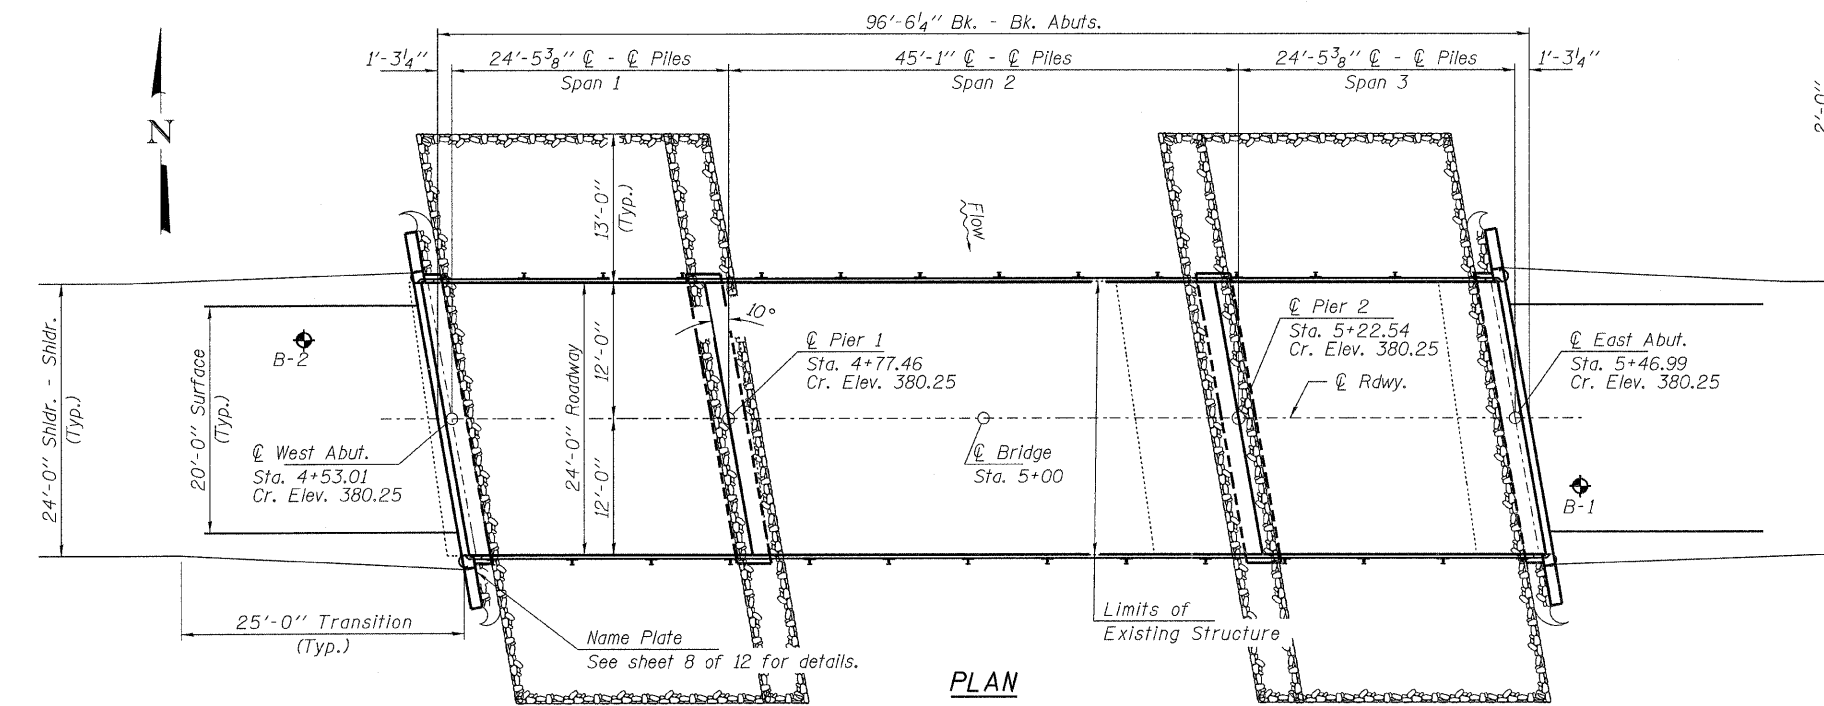 96'-6¼" Bk. - Bk. Abuts.
1'-3¼"
24'-5⅜" ℄ - ℄ Piles
Span 1
45'-1" ℄ - ℄ Piles
Span 2
24'-5⅜" ℄ - ℄ Piles
Span 3
1'-3¼"
2'-0"
N
13'-0"
(Typ.)
Flow
10°
℄ Pier 1
Sta. 4+77.46
Cr. Elev. 380.25
℄ Pier 2
Sta. 5+22.54
Cr. Elev. 380.25
℄ East Abut.
Sta. 5+46.99
Cr. Elev. 380.25
℄ Rdwy.
B-2
24'-0" Shldr. - Shldr.
(Typ.)
20'-0" Surface
(Typ.)
24'-0" Roadway
12'-0"
12'-0"
℄ West Abut.
Sta. 4+53.01
Cr. Elev. 380.25
℄ Bridge
Sta. 5+00
B-1
25'-0" Transition
(Typ.)
Name Plate
See sheet 8 of 12 for details.
Limits of
Existing Structure
PLAN